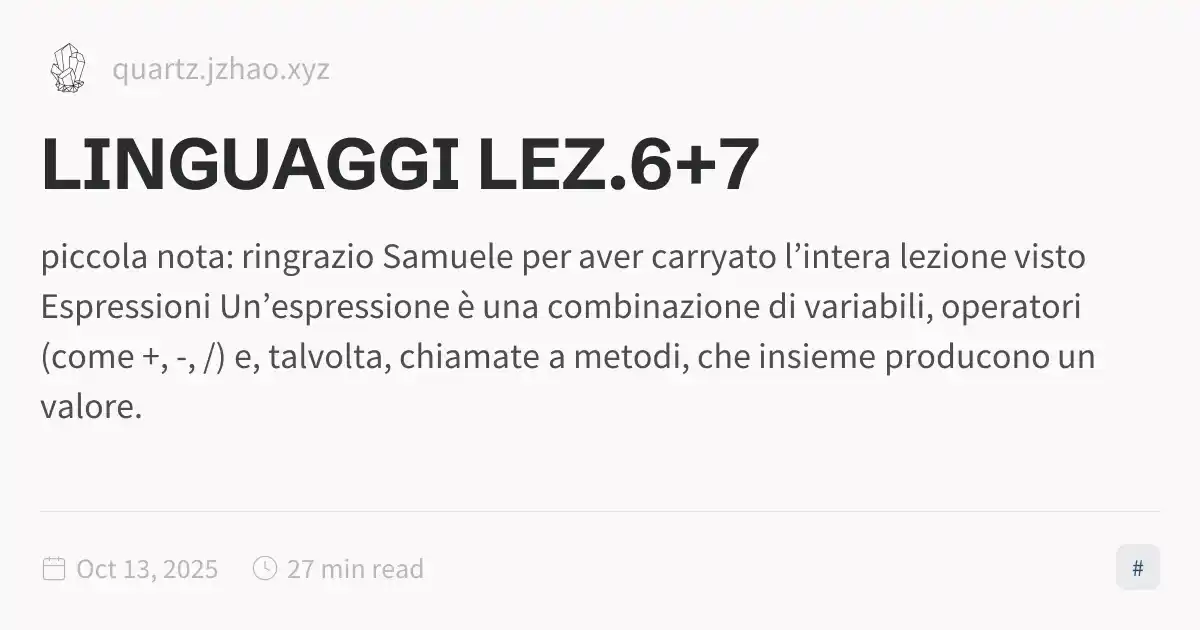 quartz.jzhao.xyz
LINGUAGGI LEZ.6+7
piccola nota: ringrazio Samuele per aver carryato l’intera lezione visto
Espressioni Un’espressione è una combinazione di variabili, operatori
(come +, -, /) e, talvolta, chiamate a metodi, che insieme producono un
valore.
Oct 13, 2025 27 min read #